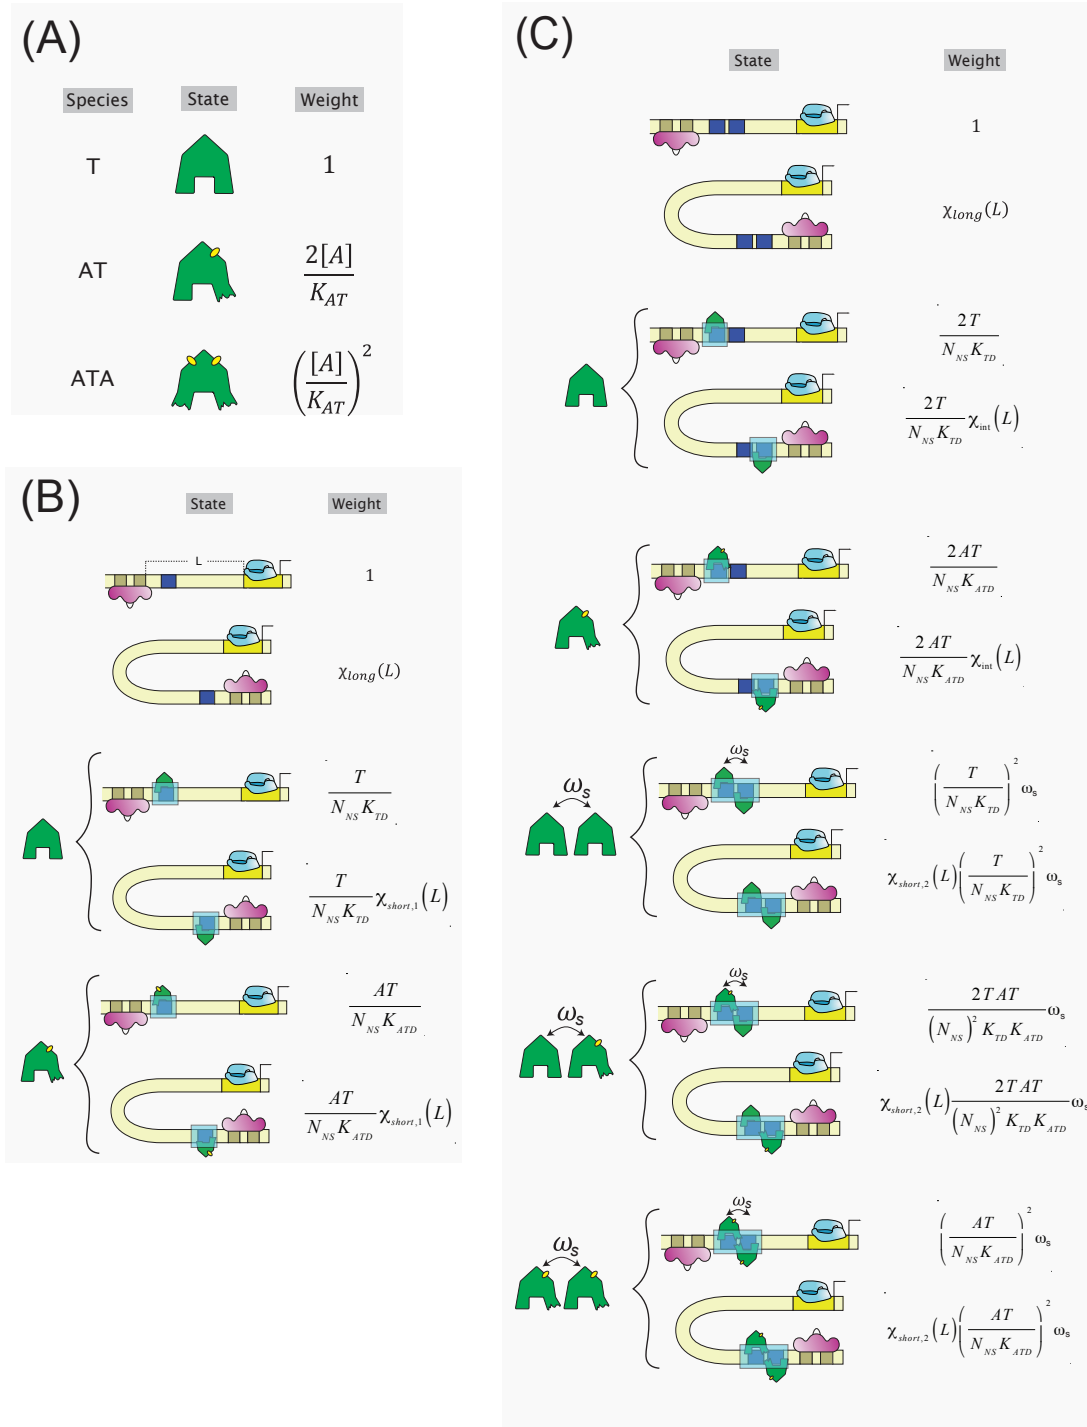 (A)
Species State Weight
T 1
AT 2[A] / K_AT
ATA ([A] / K_AT)^2
(B)
State Weight
L
1
χ_long(L)
T / N_NS K_TD
T / N_NS K_TD χ_short,1(L)
AT / N_NS K_ATD
AT / N_NS K_ATD χ_short,1(L)
(C)
State Weight
1
χ_long(L)
2T / N_NS K_TD
2T / N_NS K_TD χ_int(L)
2AT / N_NS K_ATD
2AT / N_NS K_ATD χ_int(L)
ω_s
ω_s
(T / N_NS K_TD)^2 ω_s
χ_short,2(L) (T / N_NS K_TD)^2 ω_s
ω_s
ω_s
2TAT / (N_NS)^2 K_TD K_ATD ω_s
χ_short,2(L) 2TAT / (N_NS)^2 K_TD K_ATD ω_s
ω_s
ω_s
(AT / N_NS K_ATD)^2 ω_s
χ_short,2(L) (AT / N_NS K_ATD)^2 ω_s